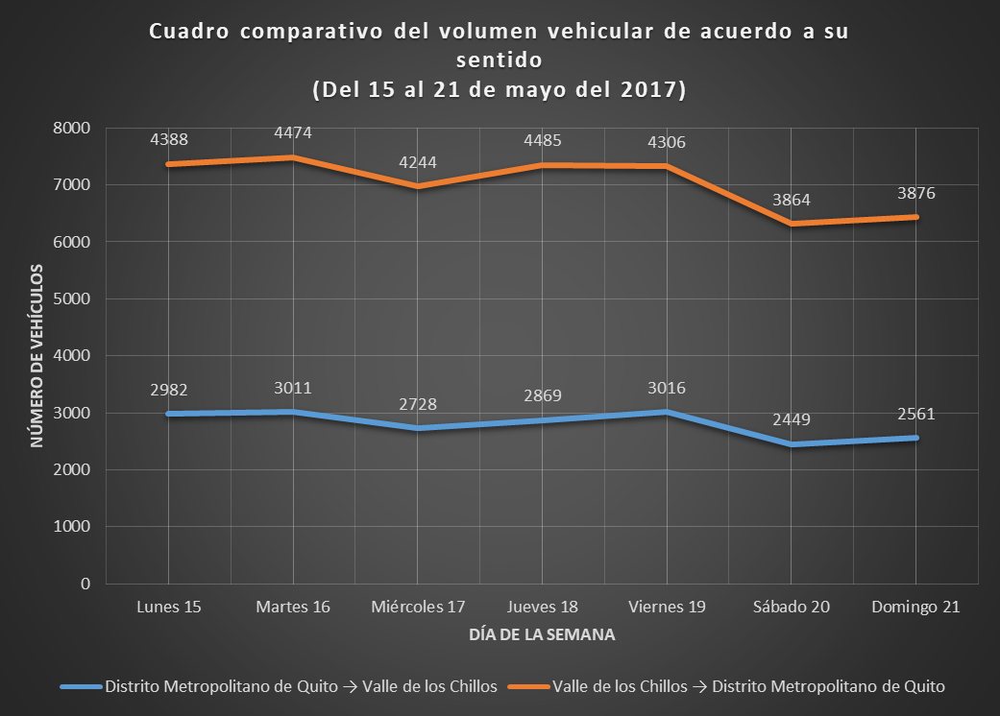 Cuadro comparativo del volumen vehicular de acuerdo a su
sentido
(Del 15 al 21 de mayo del 2017)
8000
7000
6000
5000
4000
3000
2000
1000
0
NÚMERO DE VEHÍCULOS
4388
4474
4244
4485
4306
3864
3876
2982
3011
2728
2869
3016
2449
2561
Lunes 15
Martes 16
Miércoles 17
Jueves 18
Viernes 19
Sábado 20
Domingo 21
DÍA DE LA SEMANA
Distrito Metropolitano de Quito → Valle de los Chillos
Valle de los Chillos → Distrito Metropolitano de Quito